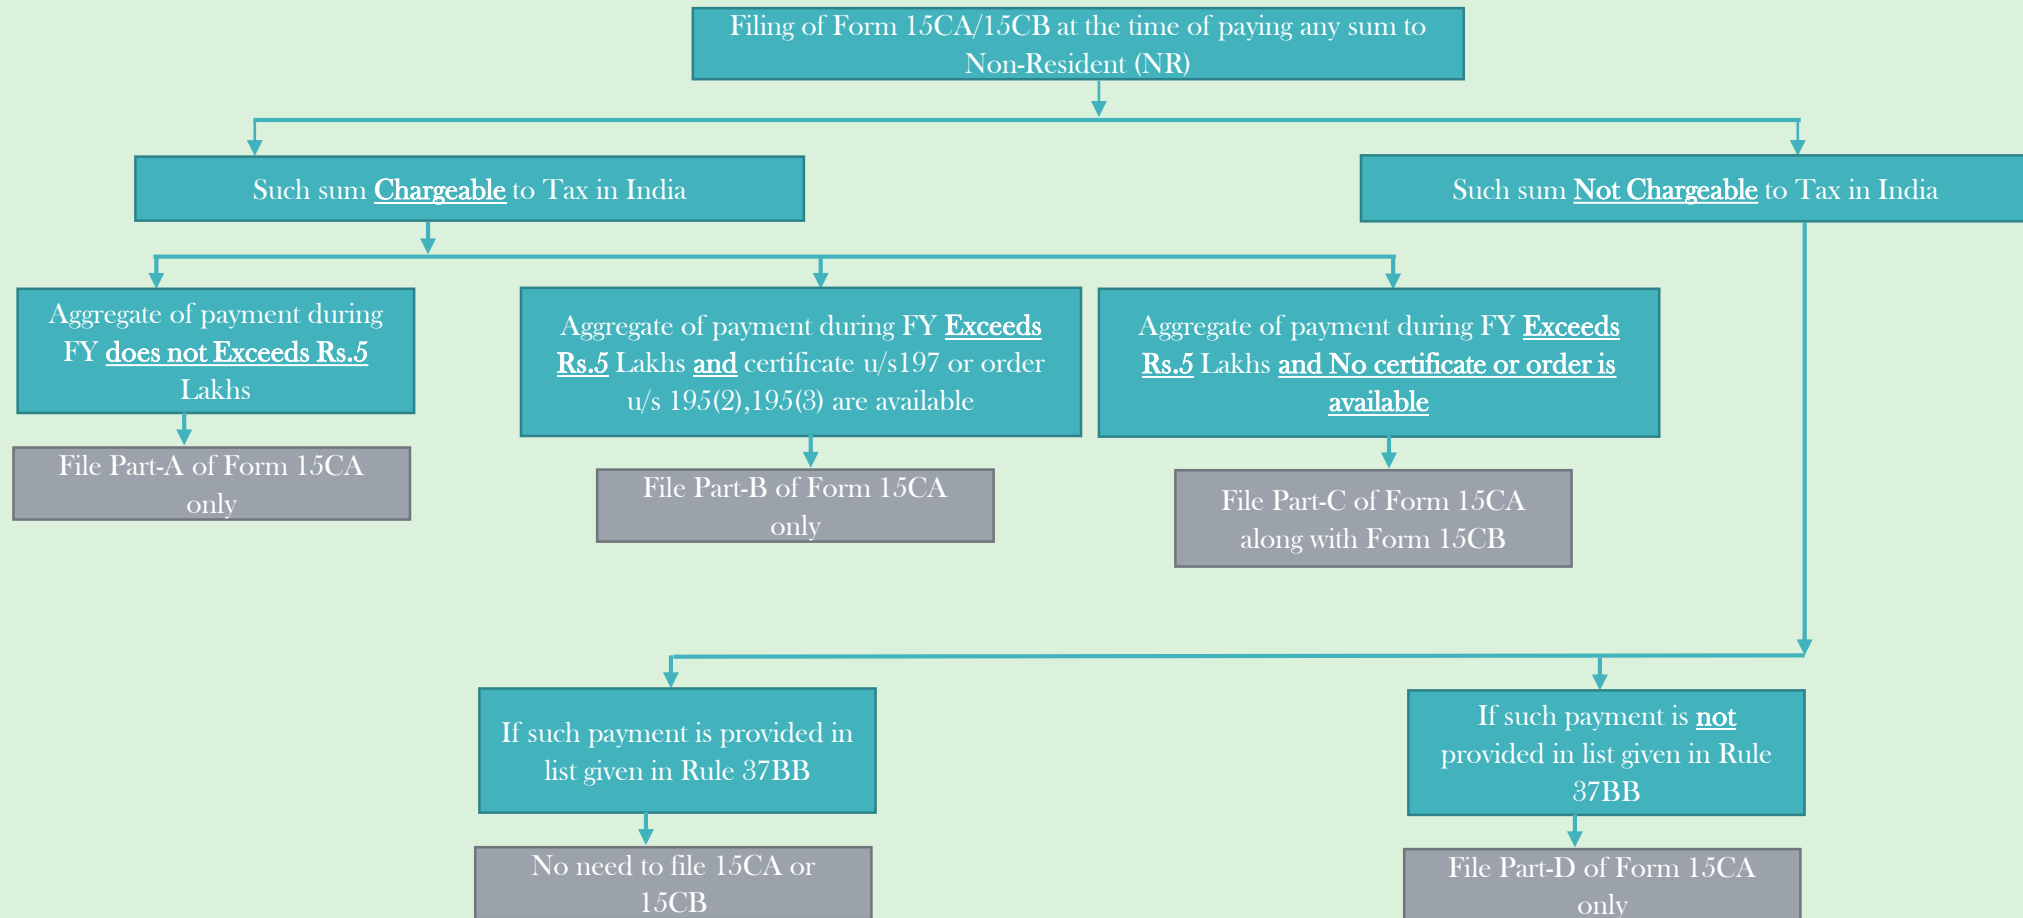 Filing of Form 15CA/15CB at the time of paying any sum to
Non-Resident (NR)
Such sum Chargeable to Tax in India
Such sum Not Chargeable to Tax in India
Aggregate of payment during
FY does not Exceeds Rs.5
Lakhs
Aggregate of payment during FY Exceeds
Rs.5 Lakhs and certificate u/s197 or order
u/s 195(2),195(3) are available
Aggregate of payment during FY Exceeds
Rs.5 Lakhs and No certificate or order is
available
File Part-A of Form 15CA
only
File Part-B of Form 15CA
only
File Part-C of Form 15CA
along with Form 15CB
If such payment is provided in
list given in Rule 37BB
If such payment is not
provided in list given in Rule
37BB
No need to file 15CA or
15CB
File Part-D of Form 15CA
only